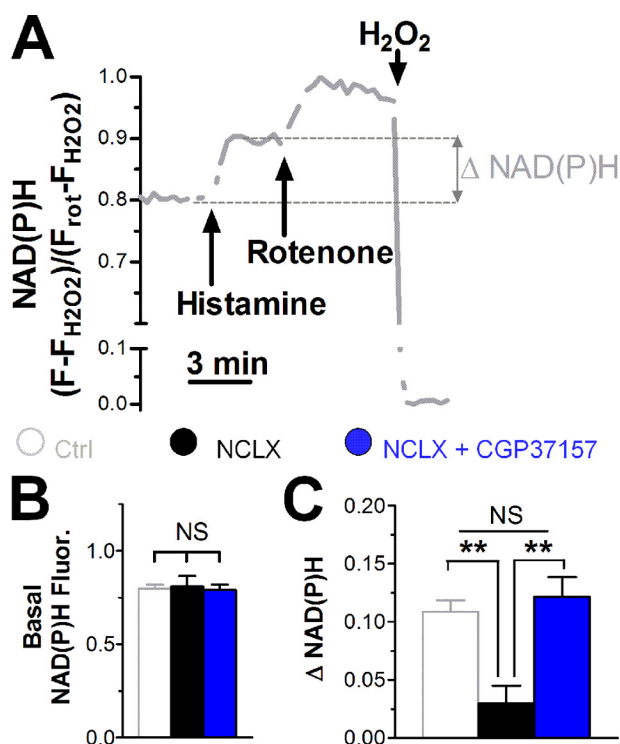 A
H2O2
NAD(P)H
(F-FH2O2)/(Frot-FH2O2)
1.0
0.9
0.8
0.7
0.1
0.0
Δ NAD(P)H
Rotenone
Histamine
3 min
Ctrl
NCLX
NCLX + CGP37157
B
Basal
NAD(P)H Fluor.
1.0
0.5
0.0
NS
C
Δ NAD(P)H
0.20
0.15
0.10
0.05
0.00
NS
** **